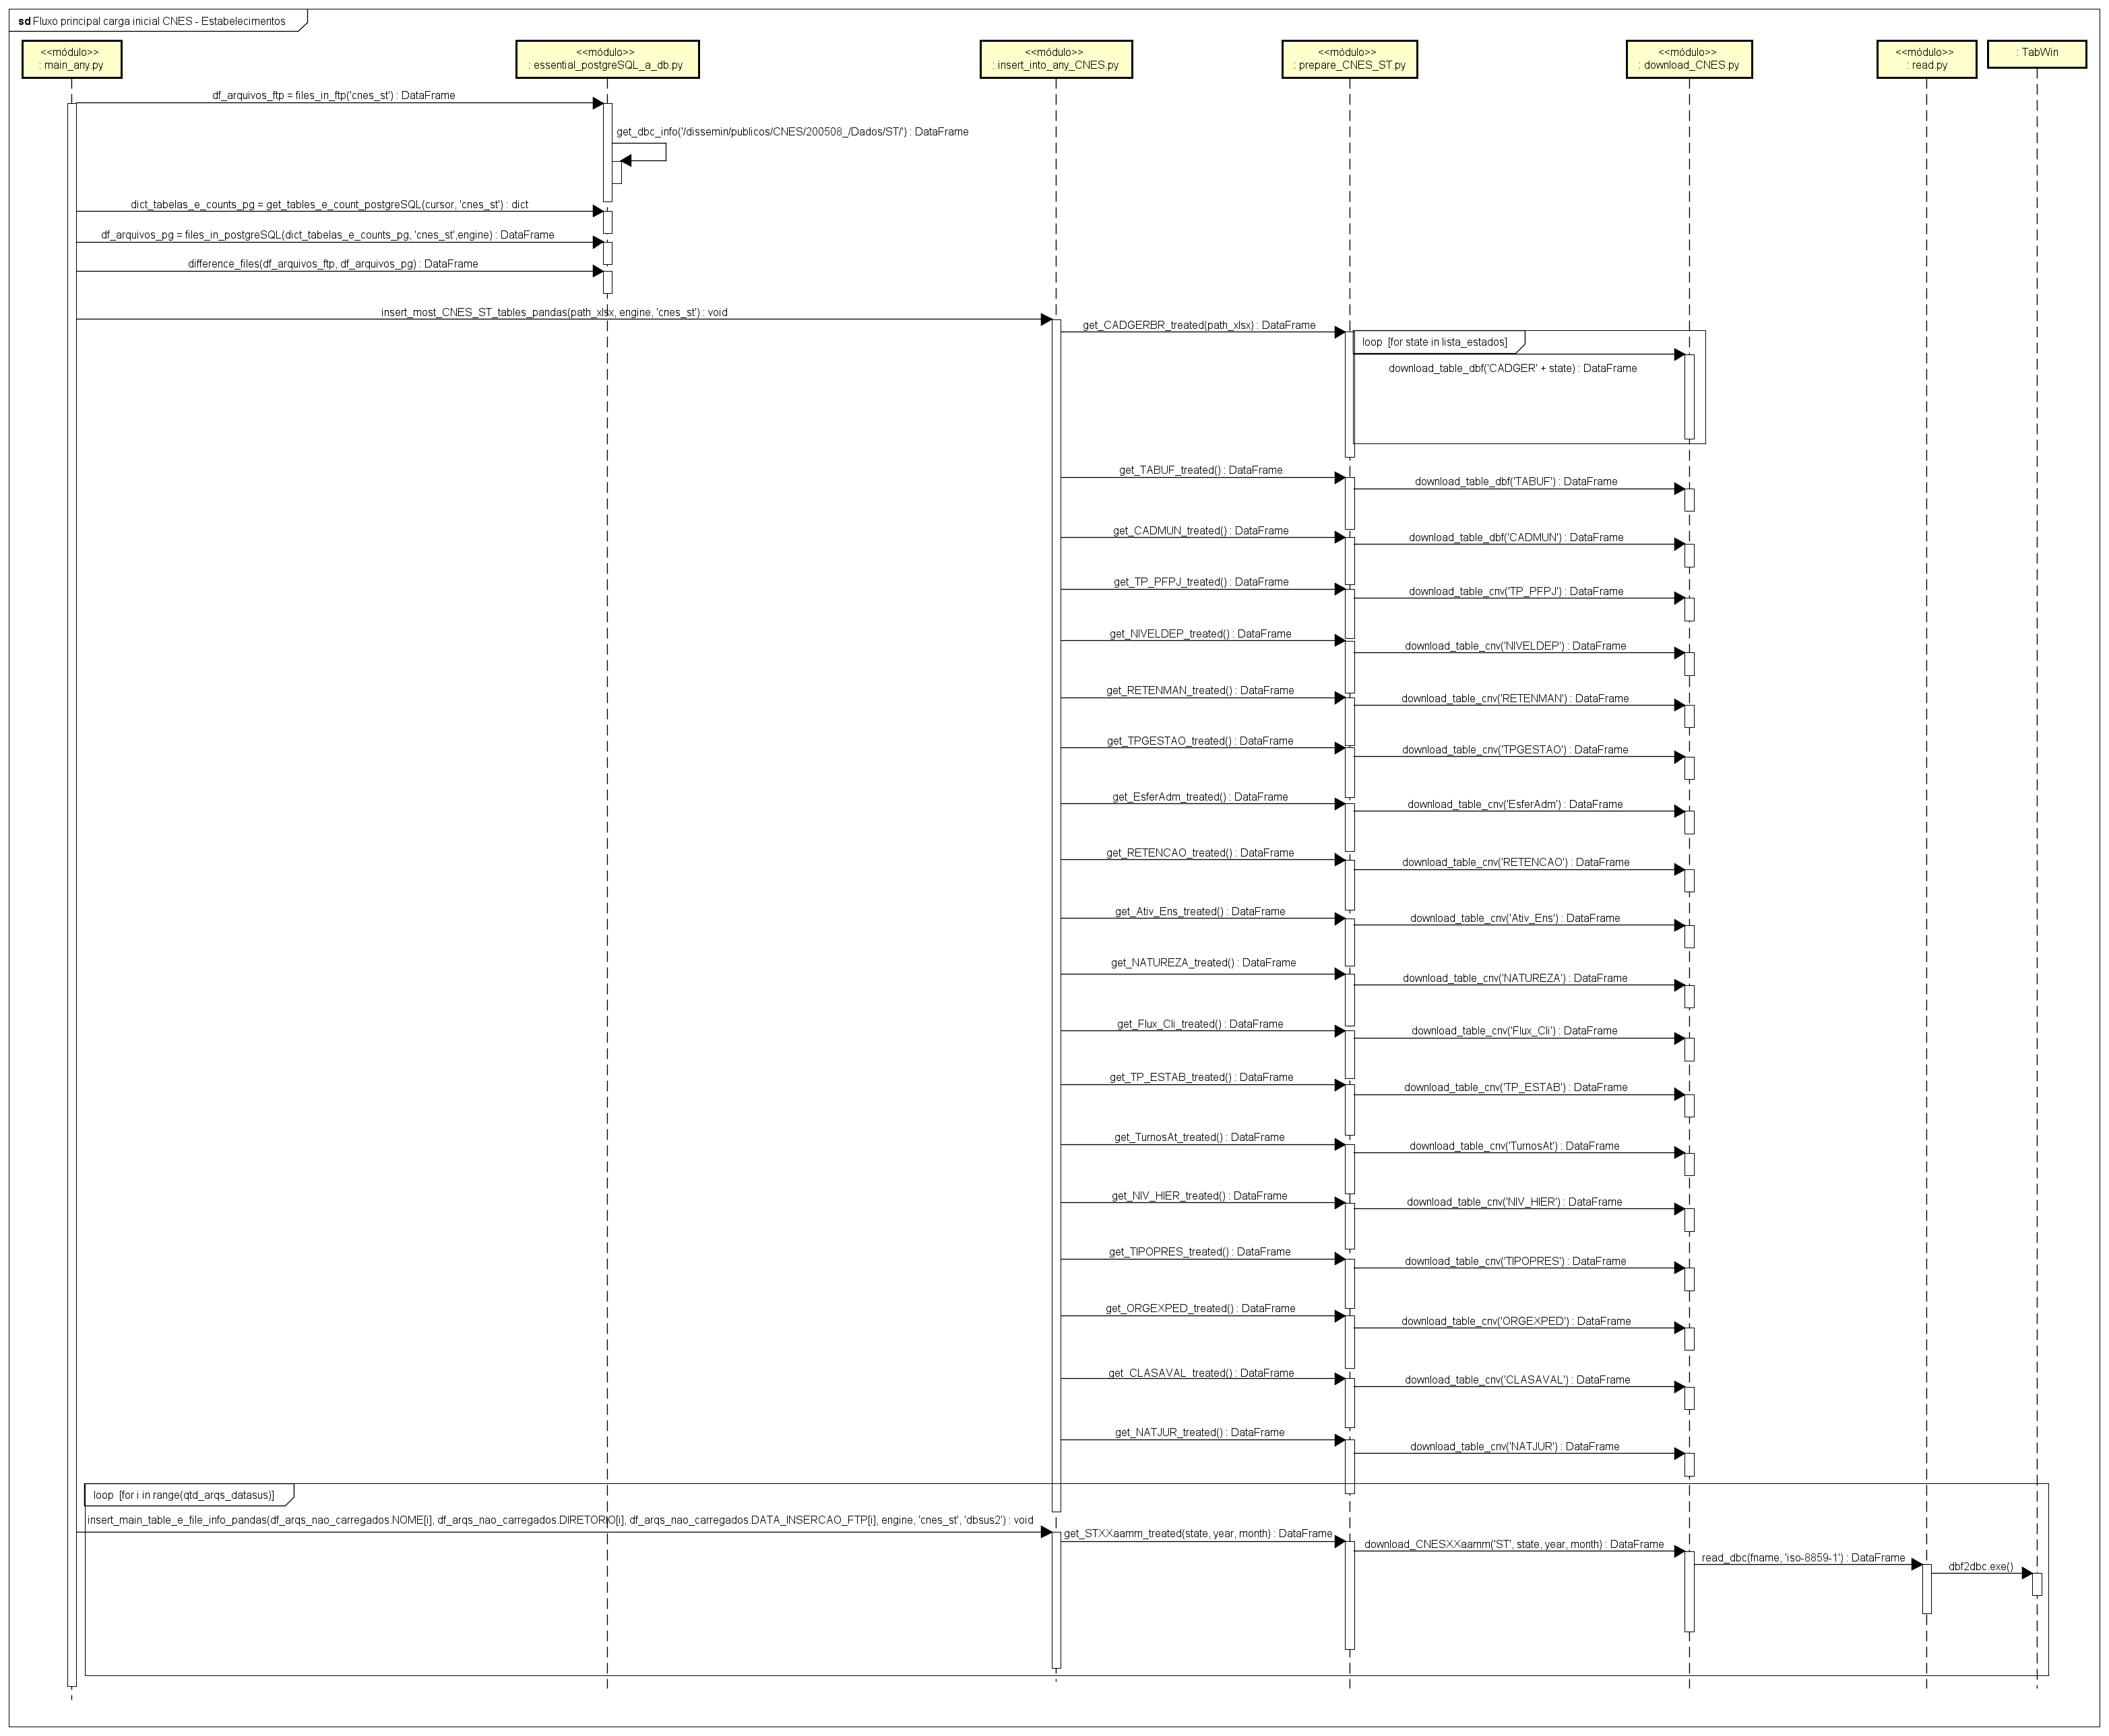 sd Fluxo principal carga inicial CNES - Estabelecimentos
<<módulo>>
: main_any.py
<<módulo>>
: essential_postgreSQL_a_db.py
<<módulo>>
: insert_into_any_CNES.py
<<módulo>>
: prepare_CNES_ST.py
<<módulo>>
: download_CNES.py
<<módulo>>
: read.py
: TabWin
df_arquivos_ftp = files_in_ftp('cnes_st') : DataFrame
get_dbc_info('/dissemin/publicos/CNES/200508_/Dados/ST/') : DataFrame
dict_tabelas_e_counts_pg = get_tables_e_count_postgreSQL(cursor, 'cnes_st') : dict
df_arquivos_pg = files_in_postgreSQL(dict_tabelas_e_counts_pg, 'cnes_st',engine) : DataFrame
difference_files(df_arquivos_ftp, df_arquivos_pg) : DataFrame
insert_most_CNES_ST_tables_pandas(path_xlsx, engine, 'cnes_st') : void
get_CADGERBR_treated(path_xlsx) : DataFrame
loop [for state in lista_estados]
download_table_dbf('CADGER' + state) : DataFrame
get_TABUF_treated() : DataFrame
download_table_dbf('TABUF') : DataFrame
get_CADMUN_treated() : DataFrame
download_table_dbf('CADMUN') : DataFrame
get_TP_PFPJ_treated() : DataFrame
download_table_cnv('TP_PFPJ') : DataFrame
get_NIVELDEP_treated() : DataFrame
download_table_cnv('NIVELDEP') : DataFrame
get_RETENMAN_treated() : DataFrame
download_table_cnv('RETENMAN') : DataFrame
get_TPGESTAO_treated() : DataFrame
download_table_cnv('TPGESTAO') : DataFrame
get_EsferAdm_treated() : DataFrame
download_table_cnv('EsferAdm') : DataFrame
get_RETENCAO_treated() : DataFrame
download_table_cnv('RETENCAO') : DataFrame
get_Ativ_Ens_treated() : DataFrame
download_table_cnv('Ativ_Ens') : DataFrame
get_NATUREZA_treated() : DataFrame
download_table_cnv('NATUREZA') : DataFrame
get_Flux_Cli_treated() : DataFrame
download_table_cnv('Flux_Cli') : DataFrame
get_TP_ESTAB_treated() : DataFrame
download_table_cnv('TP_ESTAB') : DataFrame
get_TurnosAt_treated() : DataFrame
download_table_cnv('TurnosAt') : DataFrame
get_NIV_HIER_treated() : DataFrame
download_table_cnv('NIV_HIER') : DataFrame
get_TIPOPRES_treated() : DataFrame
download_table_cnv('TIPOPRES') : DataFrame
get_ORGEXPED_treated() : DataFrame
download_table_cnv('ORGEXPED') : DataFrame
get_CLASAVAL_treated() : DataFrame
download_table_cnv('CLASAVAL') : DataFrame
get_NATJUR_treated() : DataFrame
download_table_cnv('NATJUR') : DataFrame
loop [for i in range(qtd_arqs_datasus)]
insert_main_table_e_file_info_pandas(df_arqs_nao_carregados.NOME[i], df_arqs_nao_carregados.DIRETORIO[i], df_arqs_nao_carregados.DATA_INSERCAO_FTP[i], engine, 'cnes_st', 'dbsus2') : void
get_STXXaamm_treated(state, year, month) : DataFrame
download_CNESXXaamm('ST', state, year, month) : DataFrame
read_dbc(fname, 'iso-8859-1') : DataFrame
dbf2dbc.exe()